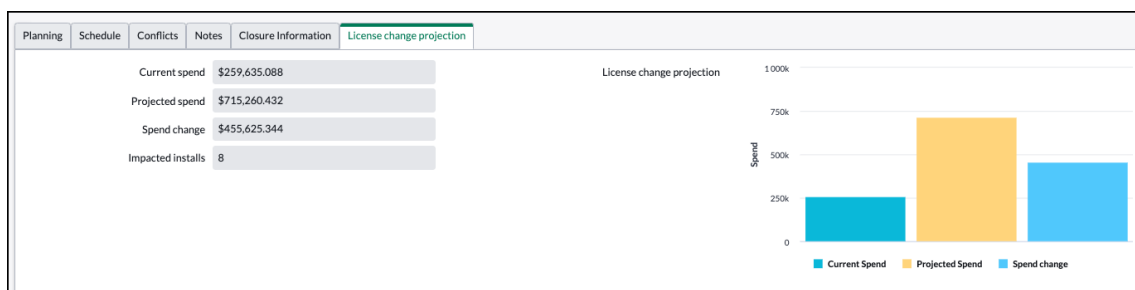 Planning Schedule Conflicts Notes Closure Information License change projection
Current spend $259,635.088
Projected spend $715,260.432
Spend change $455,625.344
Impacted installs 8
License change projection
1 000k
750k
500k
250k
0
Spend
Current Spend Projected Spend Spend change